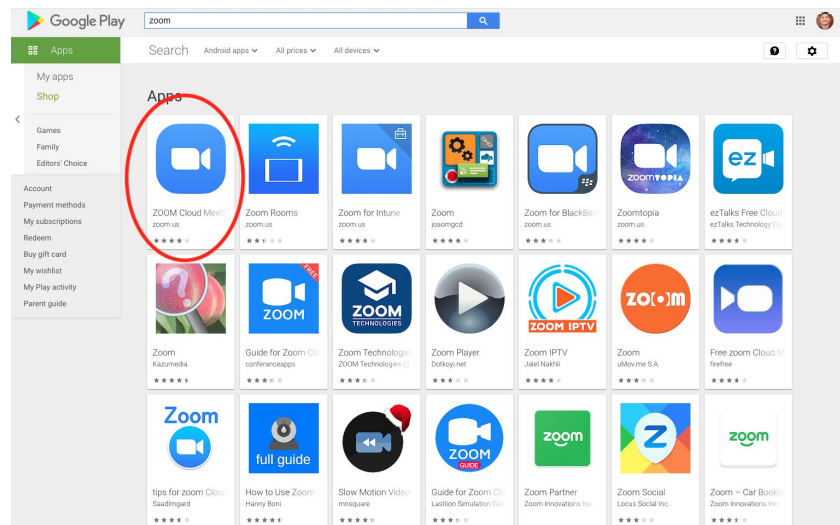 Google Play
zoom
Apps
Search
Android apps
All prices
All devices
My apps
Shop
Games
Family
Editors' Choice
Account
Payment methods
My subscriptions
Redeem
Buy gift card
My wishlist
My Play activity
Parent guide
Apps
ZOOM Cloud Meet
zoom.us
Zoom Rooms
zoom.us
Zoom for Intune
zoom.us
Zoom
joaomgcd
Zoom for BlackBerr
zoom.us
zoomtopia
Zoomtopia
zoom.us
ez
ezTalks Free Cloud
ezTalks Technology Co
Zoom
Kazumedia
FREE
ZOOM
Guide for Zoom Clo
conferanceapps
ZOOM
TECHNOLOGIES
Zoom Technologies
ZOOM Technologies (I)
Zoom Player
Dotkoyi.net
ZOOM IPTV
Zoom IPTV
Jalel Nakhli
ZO(•)M
Zoom
uMov.me S.A.
Free zoom Cloud M
firefree
Zoom
tips for zoom Cloud
SaadImgard
full guide
How to Use Zoom
Hanny Boni
Slow Motion Video
mnsquare
ZOOM
GUIDE
Guide for Zoom Clo
Lastlion Simulation Gam
zoom
Zoom Partner
Zoom Innovations Inc.
Z
Zoom Social
Locus Social Inc.
zoom
Zoom – Car Bookin
Zoom Innovations Inc.